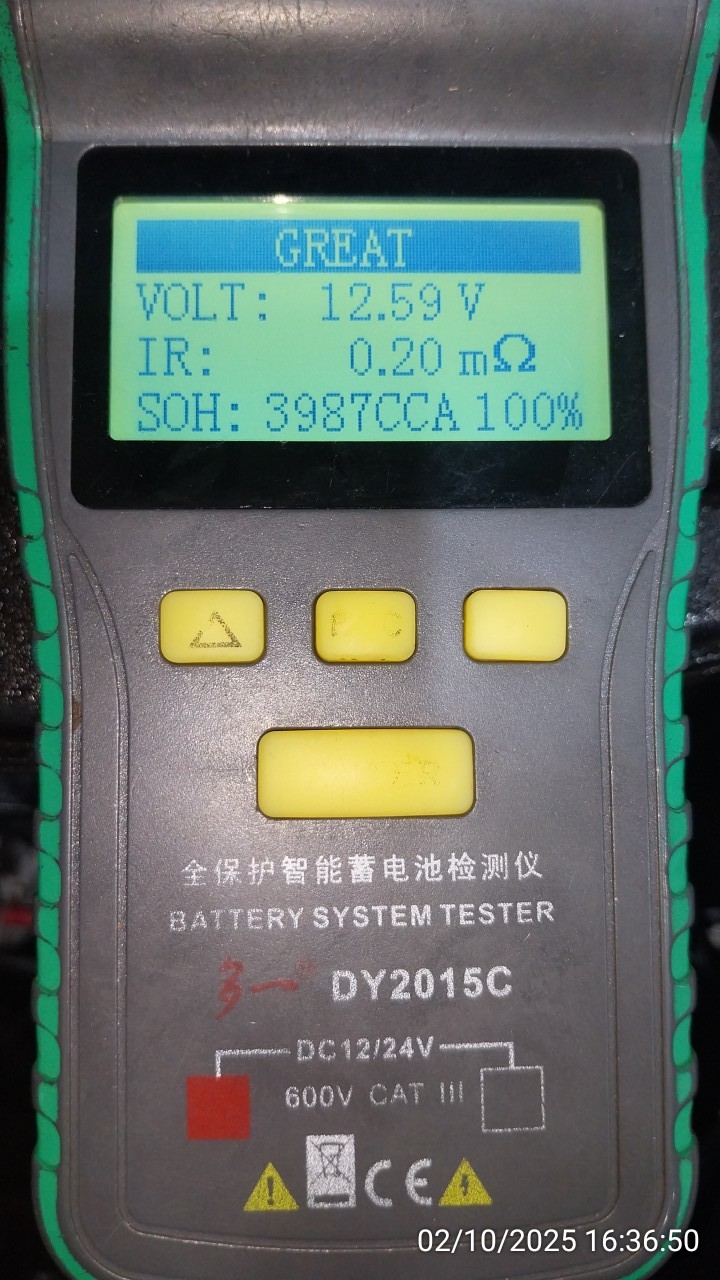 GREAT
VOLT: 12.59 V
IR: 0.20 mΩ
SOH: 3987CCA 100%
全保护智能蓄电池检测仪
BATTERY SYSTEM TESTER
DY2015C
DC12/24V
600V CAT III
CE
02/10/2025 16:36:50